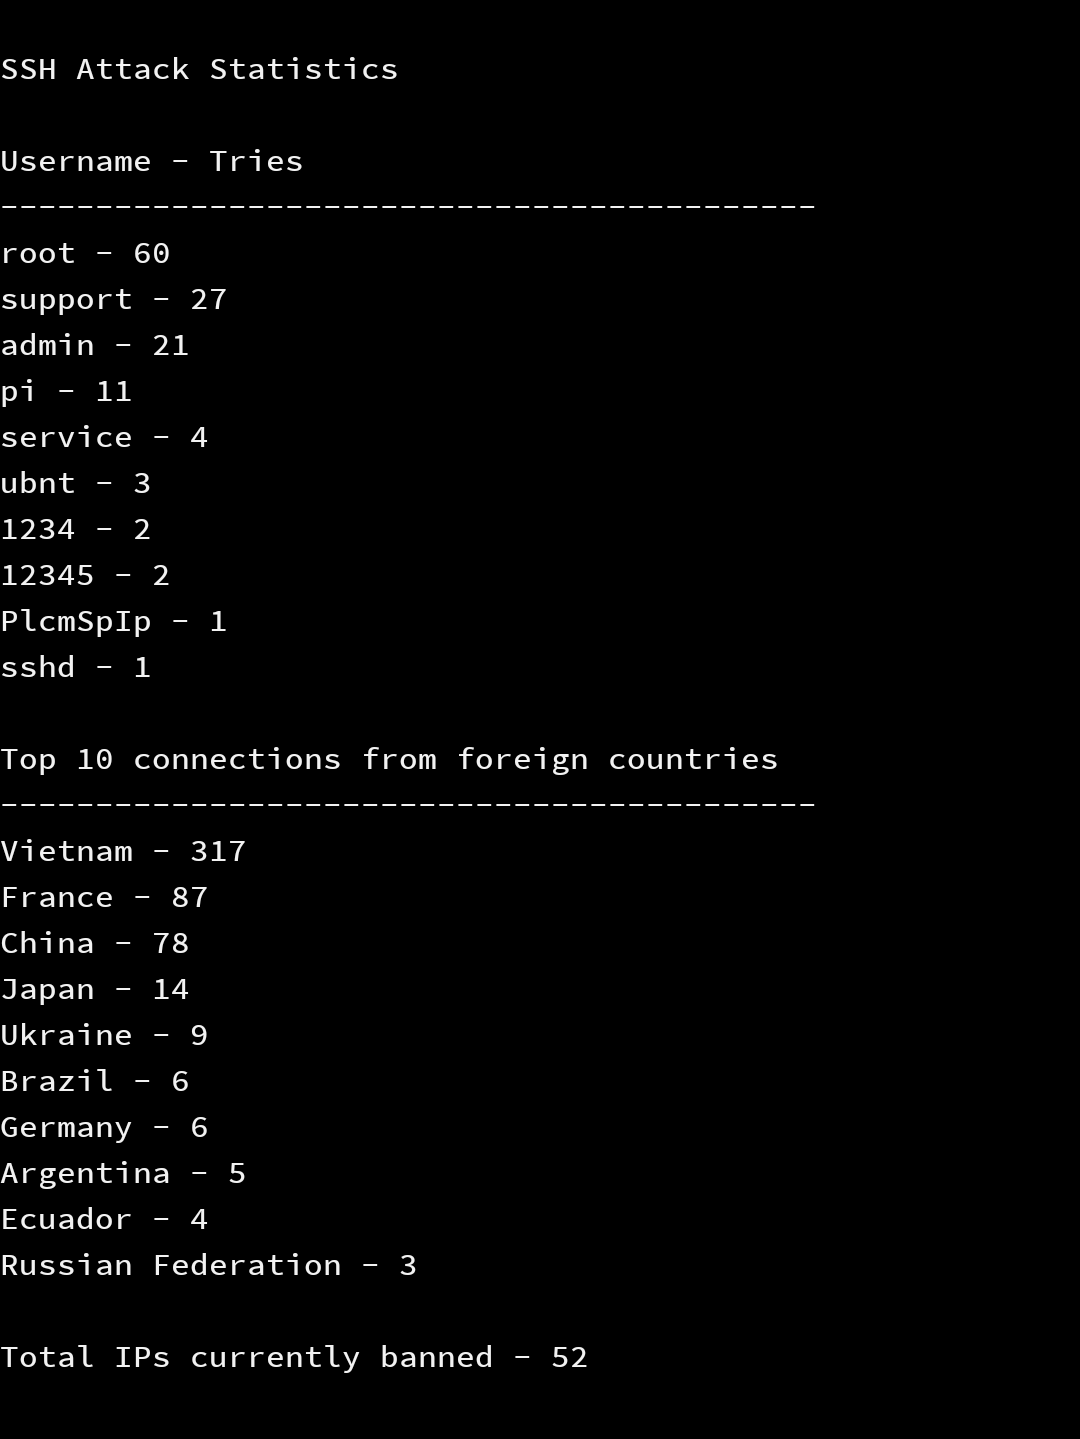 SSH Attack Statistics
Username - Tries
-------------------------------------------
root - 60
support - 27
admin - 21
pi - 11
service - 4
ubnt - 3
1234 - 2
12345 - 2
PlcmSpIp - 1
sshd - 1
Top 10 connections from foreign countries
-------------------------------------------
Vietnam - 317
France - 87
China - 78
Japan - 14
Ukraine - 9
Brazil - 6
Germany - 6
Argentina - 5
Ecuador - 4
Russian Federation - 3
Total IPs currently banned - 52